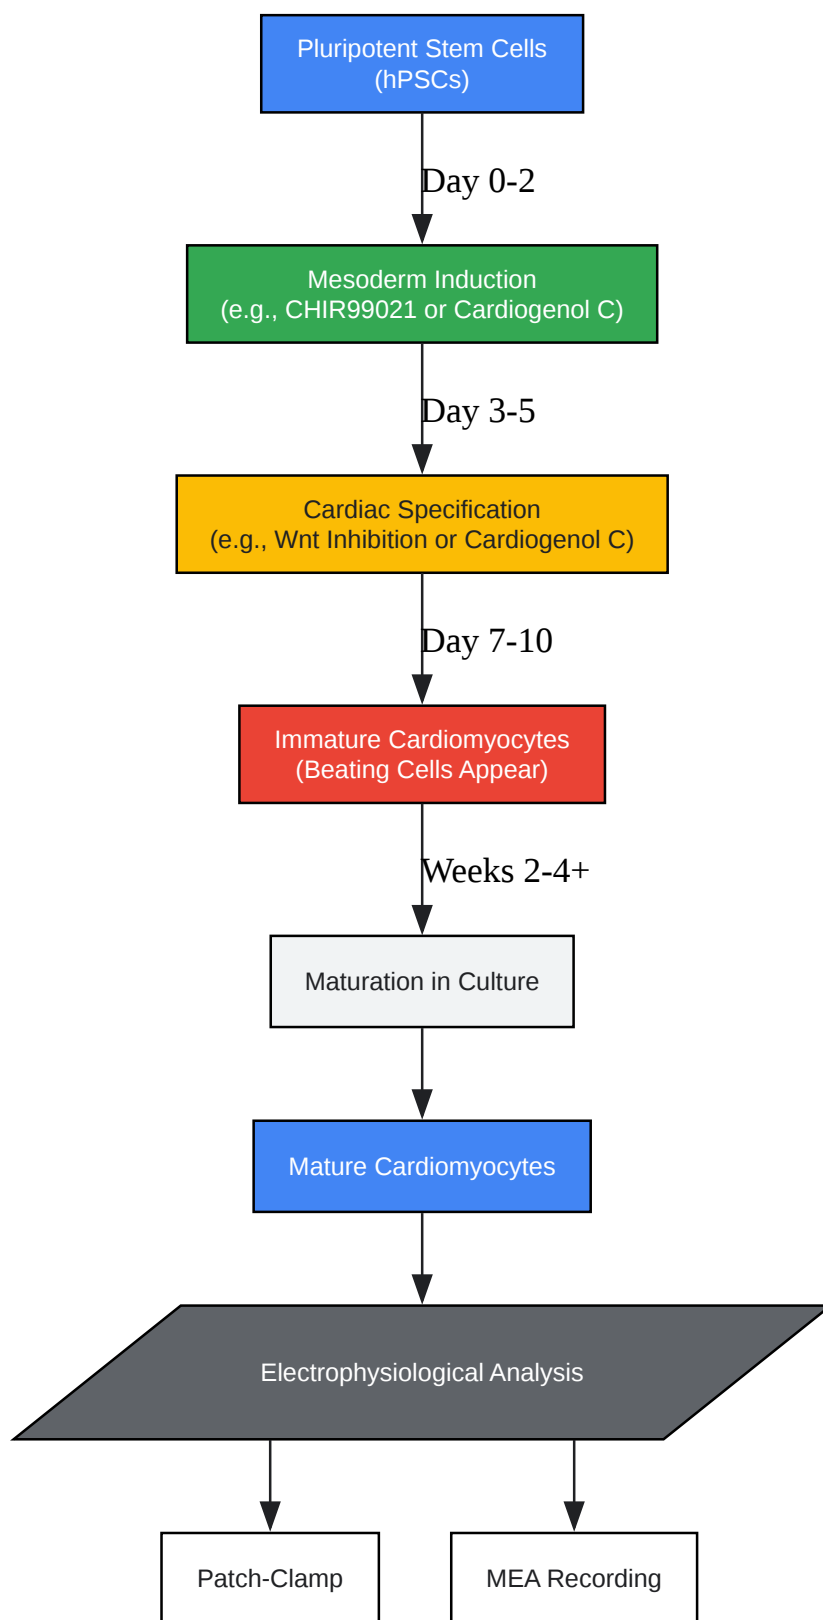 Pluripotent Stem Cells
(hPSCs)
Day 0-2
Mesoderm Induction
(e.g., CHIR99021 or Cardiogenol C)
Day 3-5
Cardiac Specification
(e.g., Wnt Inhibition or Cardiogenol C)
Day 7-10
Immature Cardiomyocytes
(Beating Cells Appear)
Weeks 2-4+
Maturation in Culture
Mature Cardiomyocytes
Electrophysiological Analysis
Patch-Clamp
MEA Recording